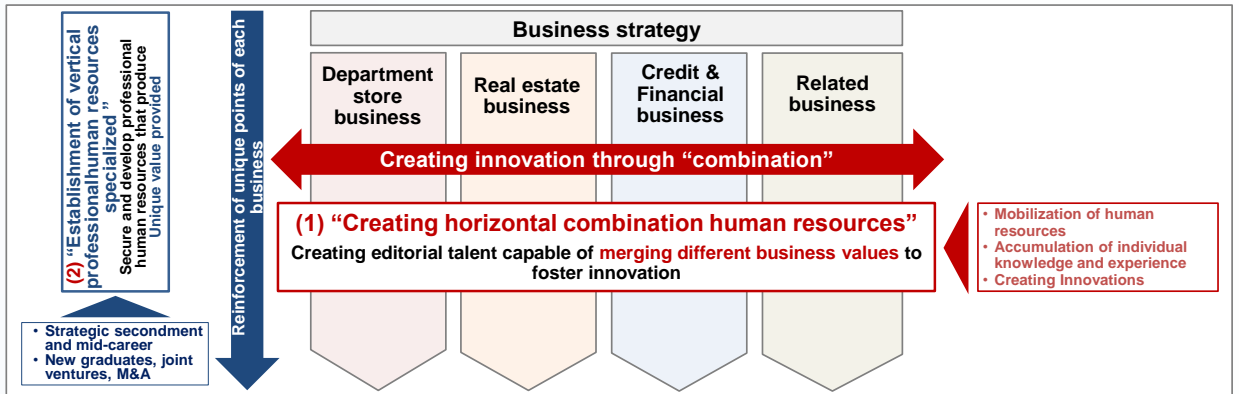 Business strategy
Department
store
business
Real estate
business
Credit &
Financial
business
Related
business
Creating innovation through “combination”
(1) “Creating horizontal combination human resources”
Creating editorial talent capable of merging different business values to
foster innovation
• Mobilization of human
resources
• Accumulation of individual
knowledge and experience
• Creating Innovations
Reinforcement of unique points of each
business
(2) “Establishment of vertical
professionalhuman resources
specialized ”
Secure and develop professional
human resources that produce
Unique value provided
• Strategic secondment
and mid-career
• New graduates, joint
ventures, M&A